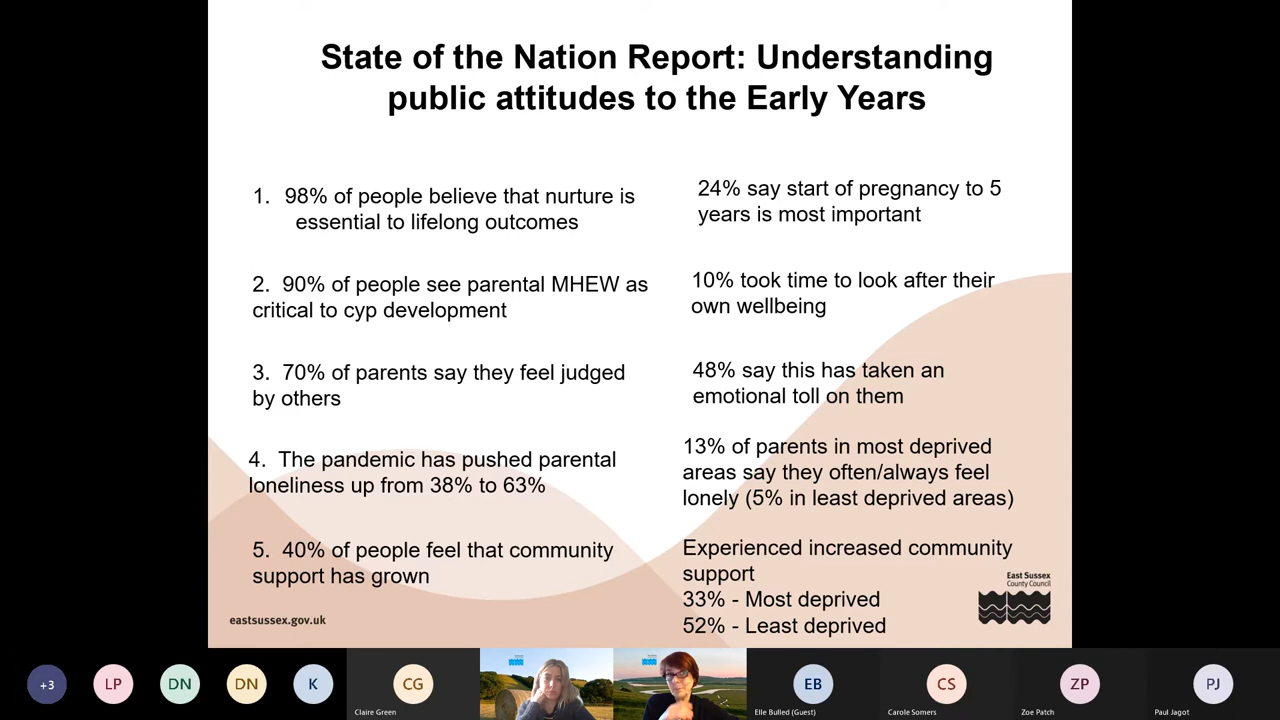 State of the Nation Report: Understanding
public attitudes to the Early Years
1. 98% of people believe that nurture is
essential to lifelong outcomes
24% say start of pregnancy to 5
years is most important
2. 90% of people see parental MHEW as
critical to cyp development
10% took time to look after their
own wellbeing
3. 70% of parents say they feel judged
by others
48% say this has taken an
emotional toll on them
4. The pandemic has pushed parental
loneliness up from 38% to 63%
13% of parents in most deprived
areas say they often/always feel
lonely (5% in least deprived areas)
5. 40% of people feel that community
support has grown
Experienced increased community
support
33% - Most deprived
52% - Least deprived
East Sussex
County Council
eastsussex.gov.uk
+3
LP
DN
DN
K
CG
Claire Green
EB
Elle Bulled (Guest)
CS
Carole Somers
ZP
Zoe Patch
PJ
Paul Jagot